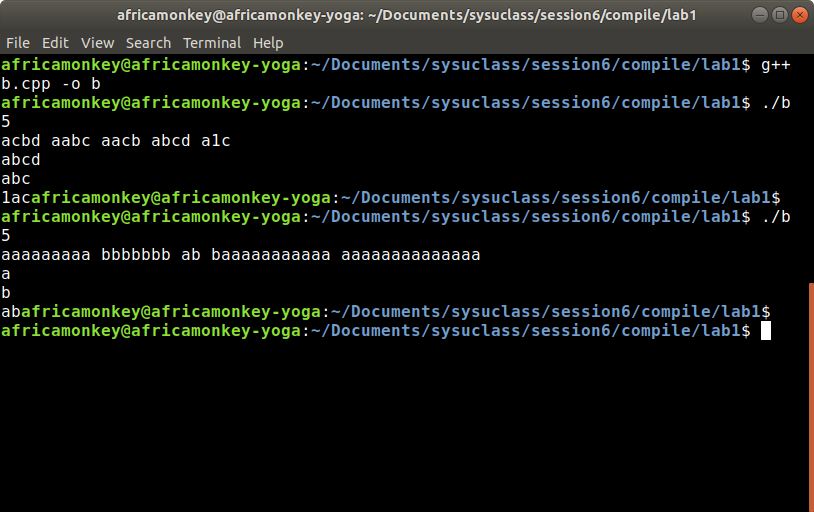 africamonkey@africamonkey-yoga: ~/Documents/sysuclass/session6/compile/lab1
File Edit View Search Terminal Help
africamonkey@africamonkey-yoga:~/Documents/sysuclass/session6/compile/lab1$ g++
b.cpp -o b
africamonkey@africamonkey-yoga:~/Documents/sysuclass/session6/compile/lab1$ ./b
5
acbd aabc aacb abcd a1c
abcd
abc
1acafricamonkey@africamonkey-yoga:~/Documents/sysuclass/session6/compile/lab1$
africamonkey@africamonkey-yoga:~/Documents/sysuclass/session6/compile/lab1$ ./b
5
aaaaaaaaa bbbbbbb ab baaaaaaaaaaa aaaaaaaaaaaaaa
a
b
abafricamonkey@africamonkey-yoga:~/Documents/sysuclass/session6/compile/lab1$
africamonkey@africamonkey-yoga:~/Documents/sysuclass/session6/compile/lab1$